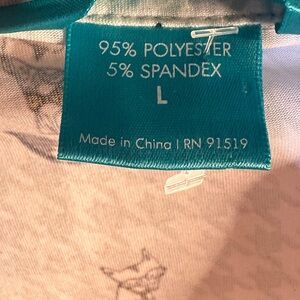 95% POLYESTER
5% SPANDEX
L
Made in China | RN 91519